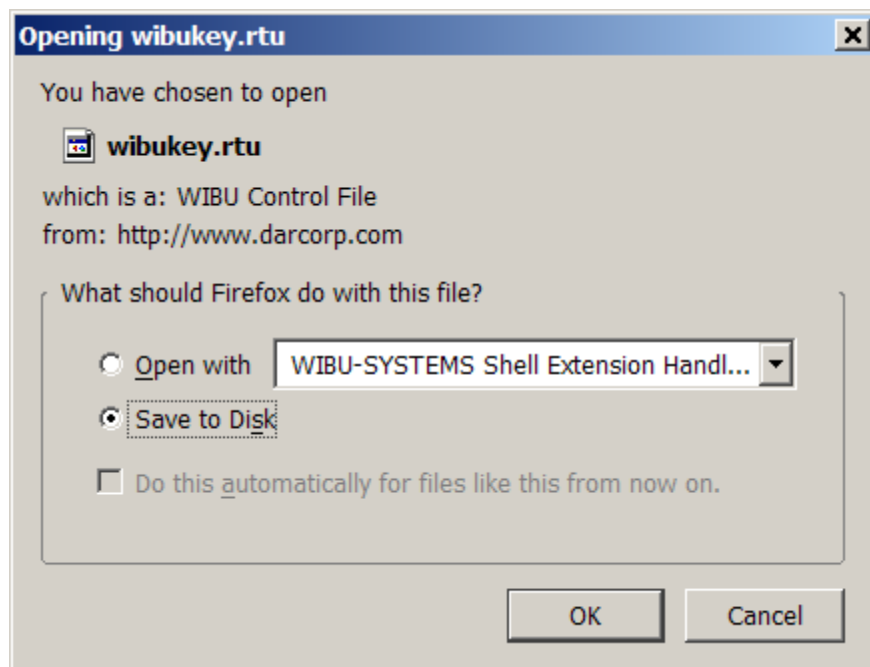 Opening wibukey.rtu
You have chosen to open
wibukey.rtu
which is a: WIBU Control File
from: http://www.darcorp.com
What should Firefox do with this file?
Open with WIBU-SYSTEMS Shell Extension Handl...
Save to Disk
Do this automatically for files like this from now on.
OK Cancel